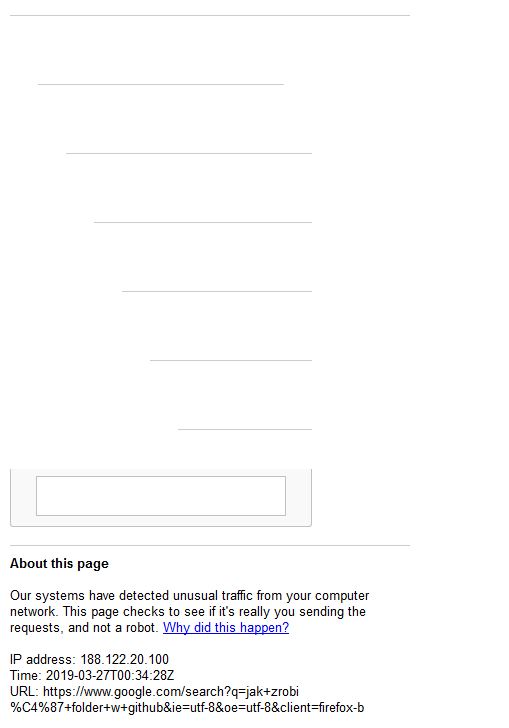 About this page
Our systems have detected unusual traffic from your computer
network. This page checks to see if it's really you sending the
requests, and not a robot. Why did this happen?
IP address: 188.122.20.100
Time: 2019-03-27T00:34:28Z
URL: https://www.google.com/search?q=jak+zrobi
%C4%87+folder+w+github&ie=utf-8&oe=utf-8&client=firefox-b